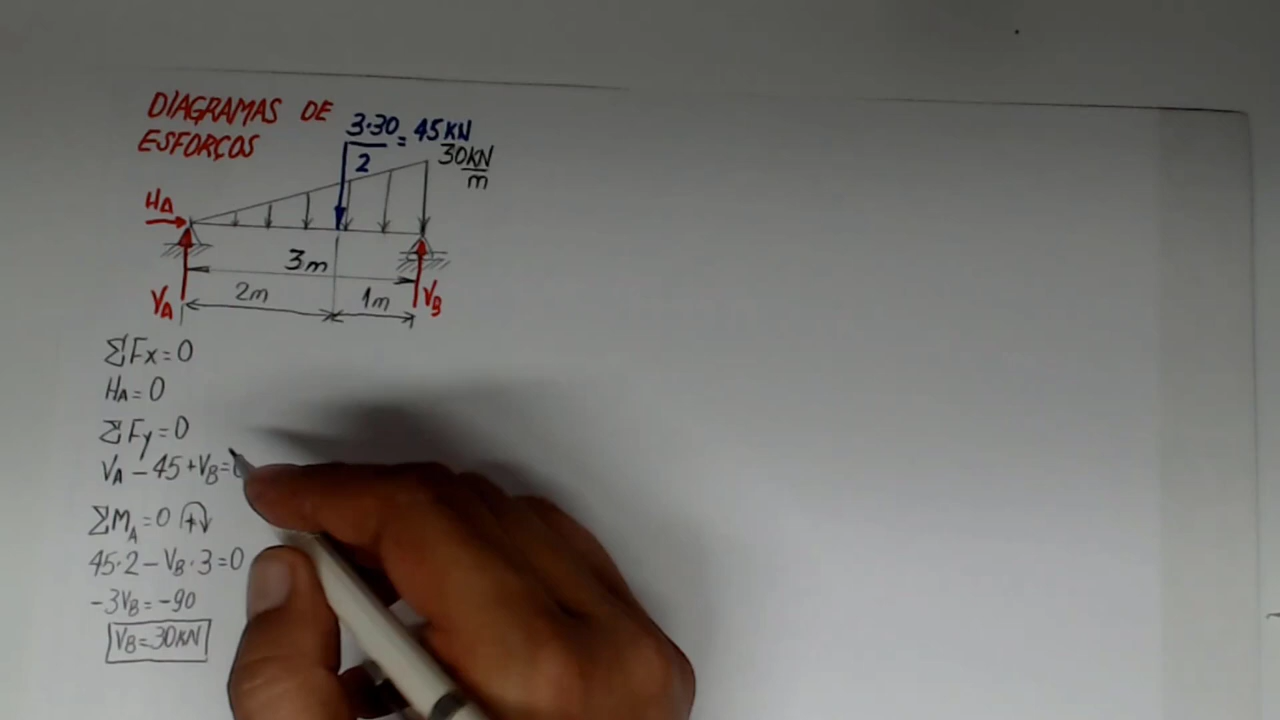 DIAGRAMAS DE
ESFORÇOS
3·30/2 = 45KN
30KN/m
HA
3m
2m
1m
VA
VB
ΣFx=0
HA=0
ΣFy=0
VA-45+VB=0
ΣMA=0 (+
45·2-VB·3=0
-3VB=-90
VB=30KN